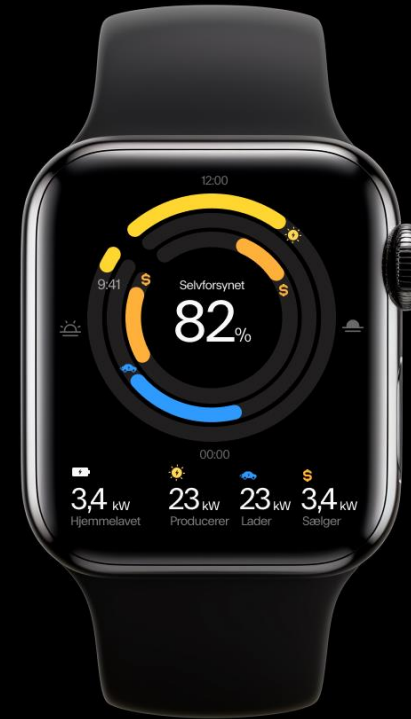 12:00
9:41
Selvforsynet
82%
00:00
3,4 kW 23 kW 23 kW 3,4 kW
Hjemmelavet Producerer Lader Sælger